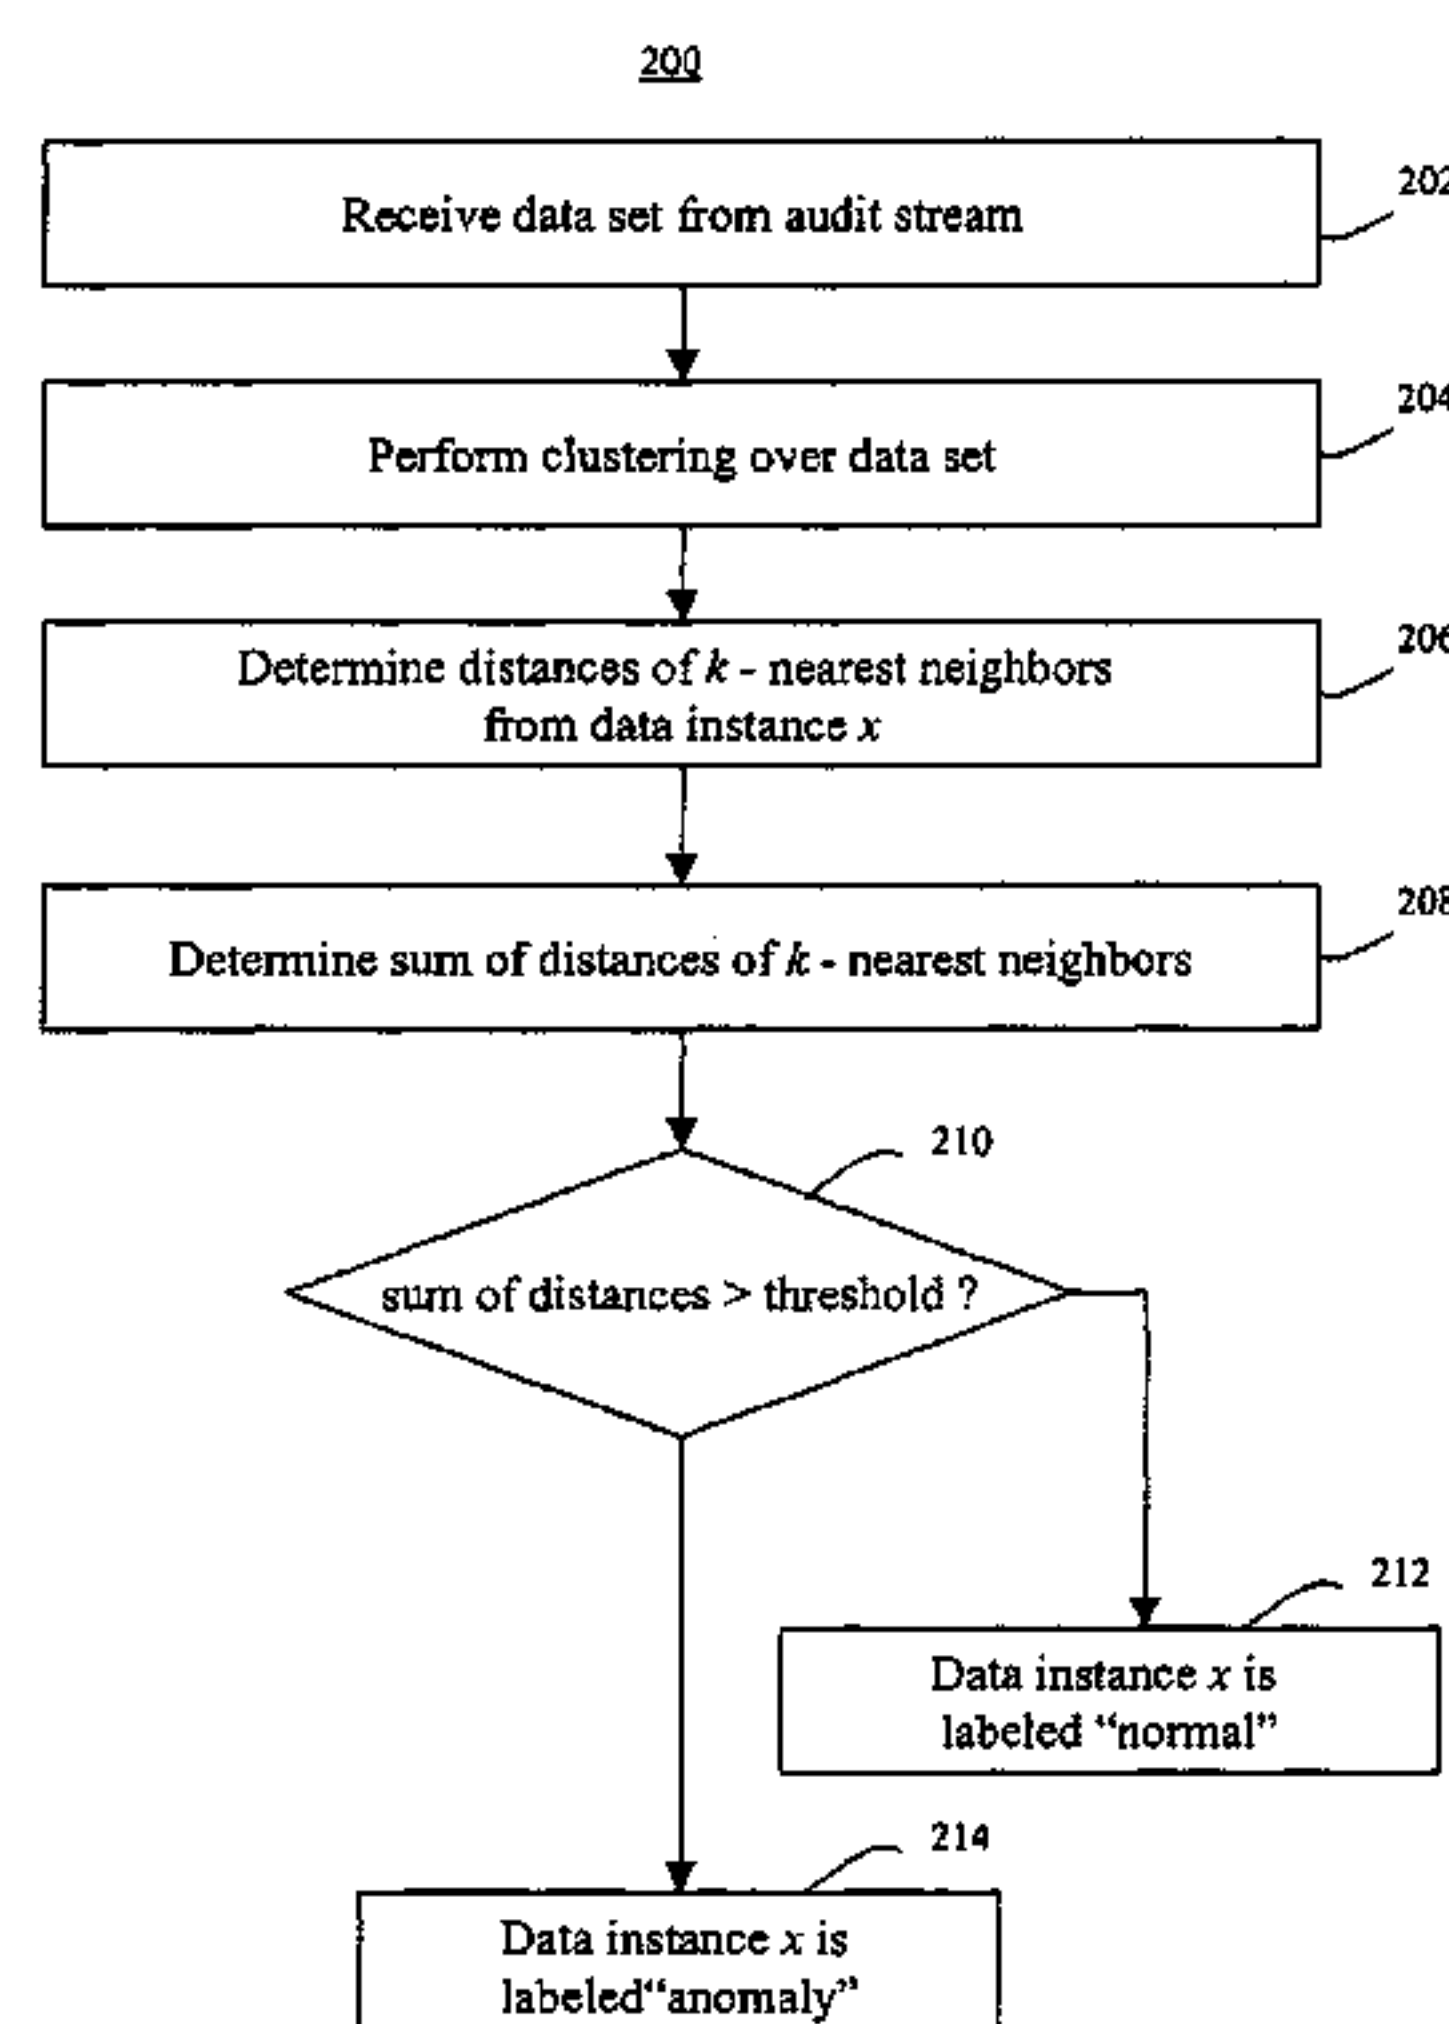 200
Receive data set from audit stream
202
Perform clustering over data set
204
Determine distances of k - nearest neighbors
from data instance x
206
Determine sum of distances of k - nearest neighbors
208
210
sum of distances > threshold ?
212
Data instance x is
labeled “normal”
214
Data instance x is
labeled“anomaly”